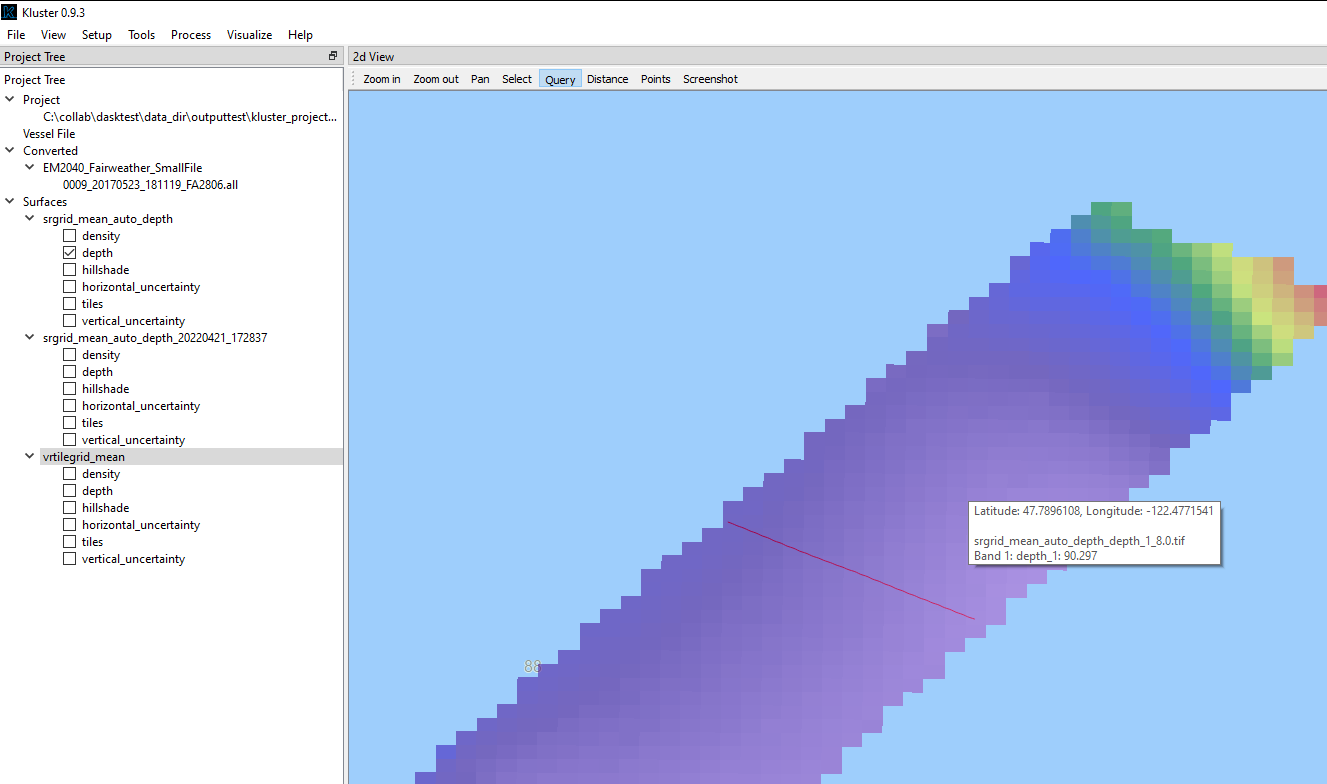 Kluster 0.9.3
File View Setup Tools Process Visualize Help
Project Tree
Project Tree
Project
C:\collab\dasktest\data_dir\outputtest\kluster_project...
Vessel File
Converted
EM2040_Fairweather_SmallFile
0009_20170523_181119_FA2806.all
Surfaces
srgrid_mean_auto_depth
density
depth
hillshade
horizontal_uncertainty
tiles
vertical_uncertainty
srgrid_mean_auto_depth_20220421_172837
density
depth
hillshade
horizontal_uncertainty
tiles
vertical_uncertainty
vrtilegrid_mean
density
depth
hillshade
horizontal_uncertainty
tiles
vertical_uncertainty
2d View
Zoom in Zoom out Pan Select Query Distance Points Screenshot
Latitude: 47.7896108, Longitude: -122.4771541
srgrid_mean_auto_depth_depth_1_8.0.tif
Band 1: depth_1: 90.297
88